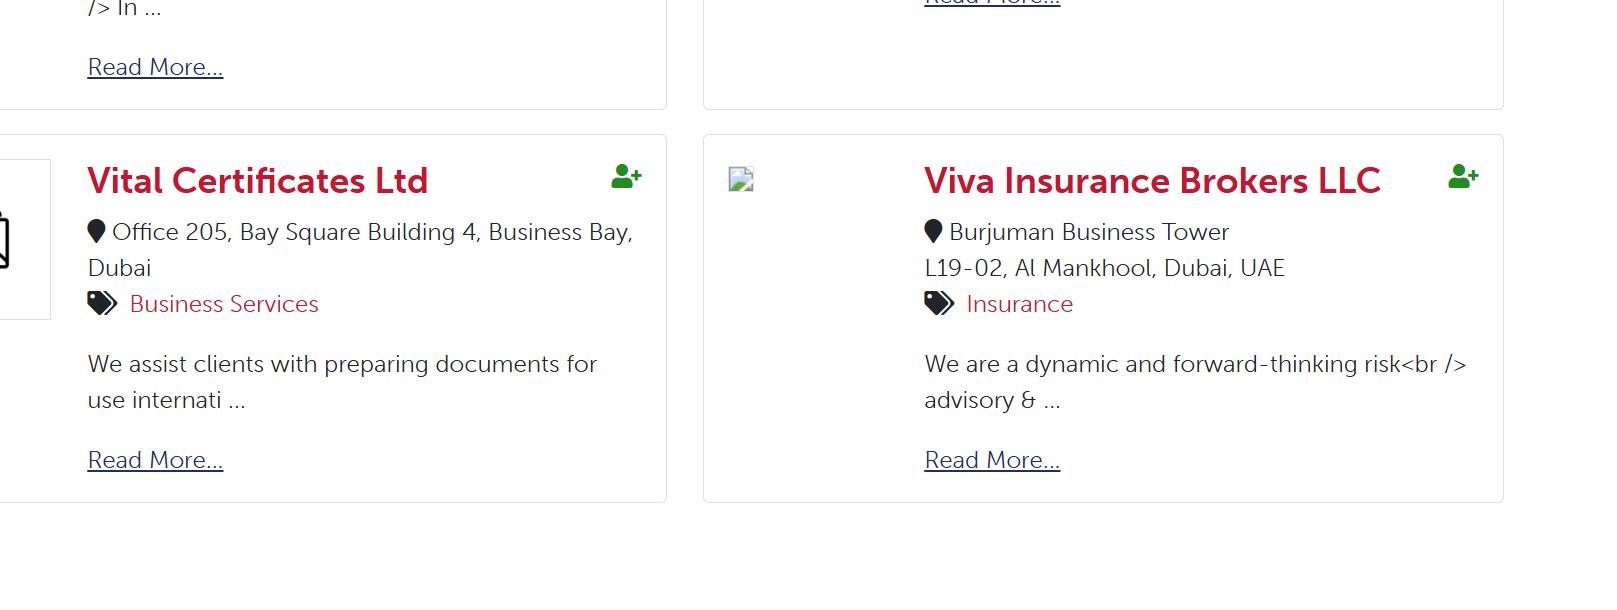 /> In ...
Read More...
Read More...
Vital Certificates Ltd
Office 205, Bay Square Building 4, Business Bay,
Dubai
Business Services
We assist clients with preparing documents for
use internati ...
Read More...
Viva Insurance Brokers LLC
Burjuman Business Tower
L19-02, Al Mankhool, Dubai, UAE
Insurance
We are a dynamic and forward-thinking risk<br />
advisory & ...
Read More...